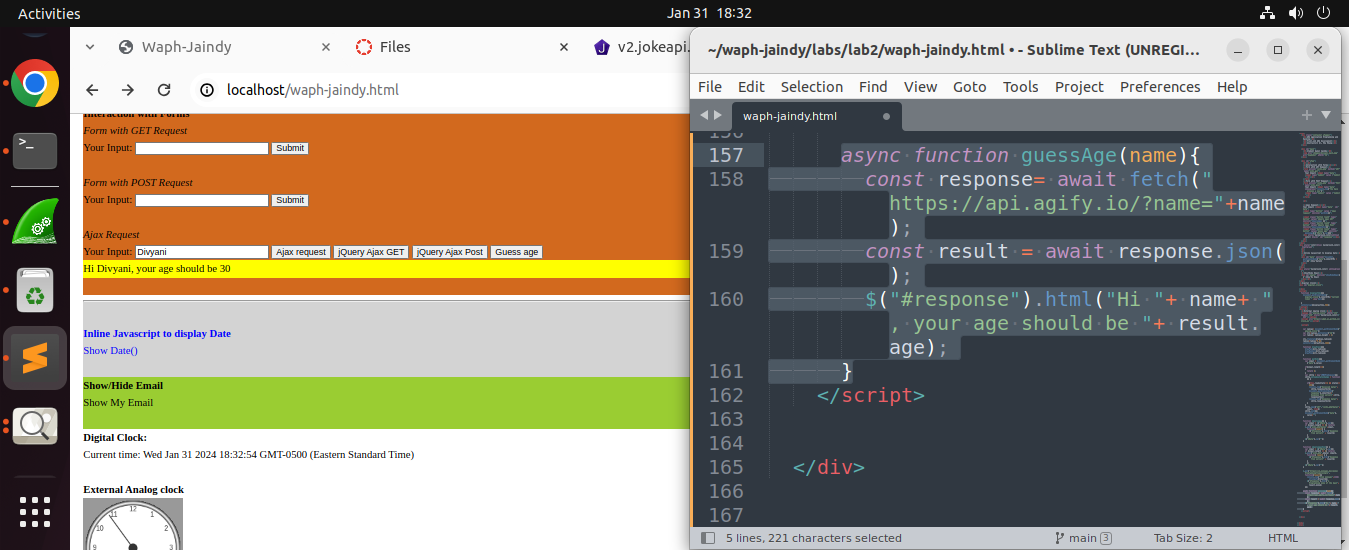 Activities
Jan 31 18:32
Waph-Jaindy
Files
v2.jokeapi.
localhost/waph-jaindy.html
Interaction with Forms
Form with GET Request
Your Input: Submit
Form with POST Request
Your Input: Submit
Ajax Request
Your Input: Divyani Ajax request jQuery Ajax GET jQuery Ajax Post Guess age
Hi Divyani, your age should be 30
Inline Javascript to display Date
Show Date()
Show/Hide Email
Show My Email
Digital Clock:
Current time: Wed Jan 31 2024 18:32:54 GMT-0500 (Eastern Standard Time)
External Analog clock
11 12 1
10 2
9 3
~/waph-jaindy/labs/lab2/waph-jaindy.html • - Sublime Text (UNREGI...
File Edit Selection Find View Goto Tools Project Preferences Help
waph-jaindy.html
156
157 async function guessAge(name){
158 const response= await fetch("
https://api.agify.io/?name="+name
);
159 const result = await response.json(
);
160 $("#response").html("Hi "+ name+ "
, your age should be "+ result.
age);
161 }
162 </script>
163
164
165 </div>
166
167
5 lines, 221 characters selected main 3 Tab Size: 2 HTML